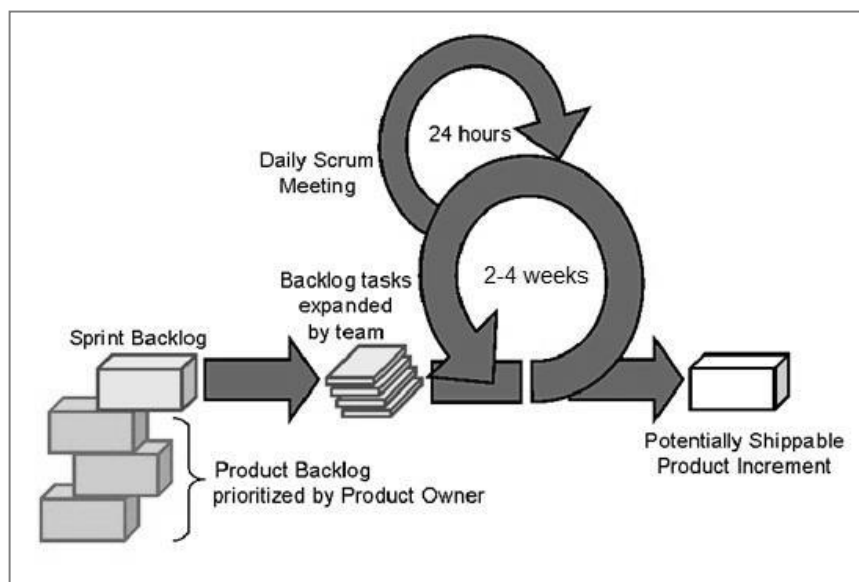 24 hours
Daily Scrum
Meeting
2-4 weeks
Backlog tasks
expanded
by team
Sprint Backlog
Product Backlog
prioritized by Product Owner
Potentially Shippable
Product Increment